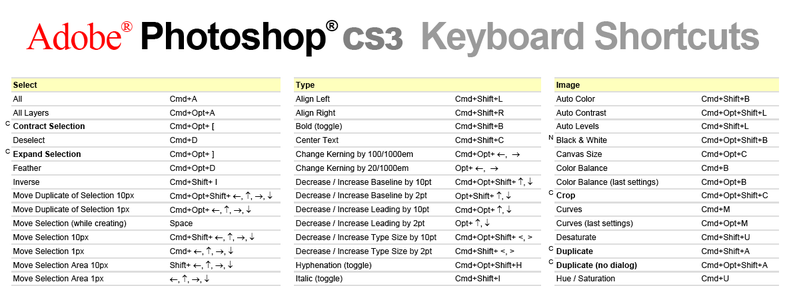 Adobe® Photoshop® CS3 Keyboard Shortcuts
Select
All Cmd+A
All Layers Cmd+Opt+A
C Contract Selection Cmd+Opt+ [
Deselect Cmd+D
C Expand Selection Cmd+Opt+ ]
Feather Cmd+Opt+D
Inverse Cmd+Shift+ I
Move Duplicate of Selection 10px Cmd+Opt+Shift+ ←, ↑, →, ↓
Move Duplicate of Selection 1px Cmd+Opt+ ←, ↑, →, ↓
Move Selection (while creating) Space
Move Selection 10px Cmd+Shift+ ←, ↑, →, ↓
Move Selection 1px Cmd+ ←, ↑, →, ↓
Move Selection Area 10px Shift+ ←, ↑, →, ↓
Move Selection Area 1px ←, ↑, →, ↓
Type
Align Left Cmd+Shift+L
Align Right Cmd+Shift+R
Bold (toggle) Cmd+Shift+B
Center Text Cmd+Shift+C
Change Kerning by 100/1000em Cmd+Opt+ ←, →
Change Kerning by 20/1000em Opt+ ←, →
Decrease / Increase Baseline by 10pt Cmd+Opt+Shift+ ↑, ↓
Decrease / Increase Baseline by 2pt Opt+Shift+ ↑, ↓
Decrease / Increase Leading by 10pt Cmd+Opt+ ↑, ↓
Decrease / Increase Leading by 2pt Opt+ ↑, ↓
Decrease / Increase Type Size by 10pt Cmd+Opt+Shift+ <, >
Decrease / Increase Type Size by 2pt Cmd+Shift+ <, >
Hyphenation (toggle) Cmd+Opt+Shift+H
Italic (toggle) Cmd+Shift+I
Image
Auto Color Cmd+Shift+B
Auto Contrast Cmd+Opt+Shift+L
Auto Levels Cmd+Shift+L
N Black & White Cmd+Opt+Shift+B
Canvas Size Cmd+Opt+C
Color Balance Cmd+B
Color Balance (last settings) Cmd+Opt+B
C Crop Cmd+Opt+Shift+C
Curves Cmd+M
Curves (last settings) Cmd+Opt+M
Desaturate Cmd+Shift+U
C Duplicate Cmd+Shift+A
C Duplicate (no dialog) Cmd+Opt+Shift+A
Hue / Saturation Cmd+U